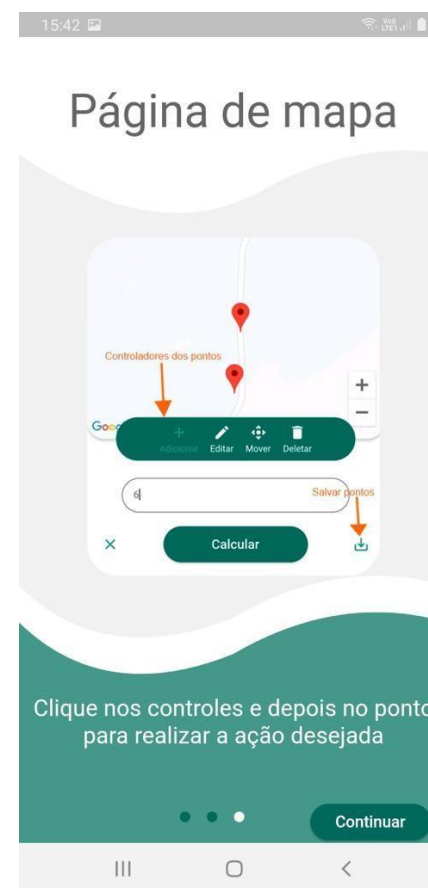 15:42
Página de mapa
Controladores dos pontos
Goo
Adicionar Editar Mover Deletar
6
Salvar pontos
Calcular
Clique nos controles e depois no ponto
para realizar a ação desejada
Continuar